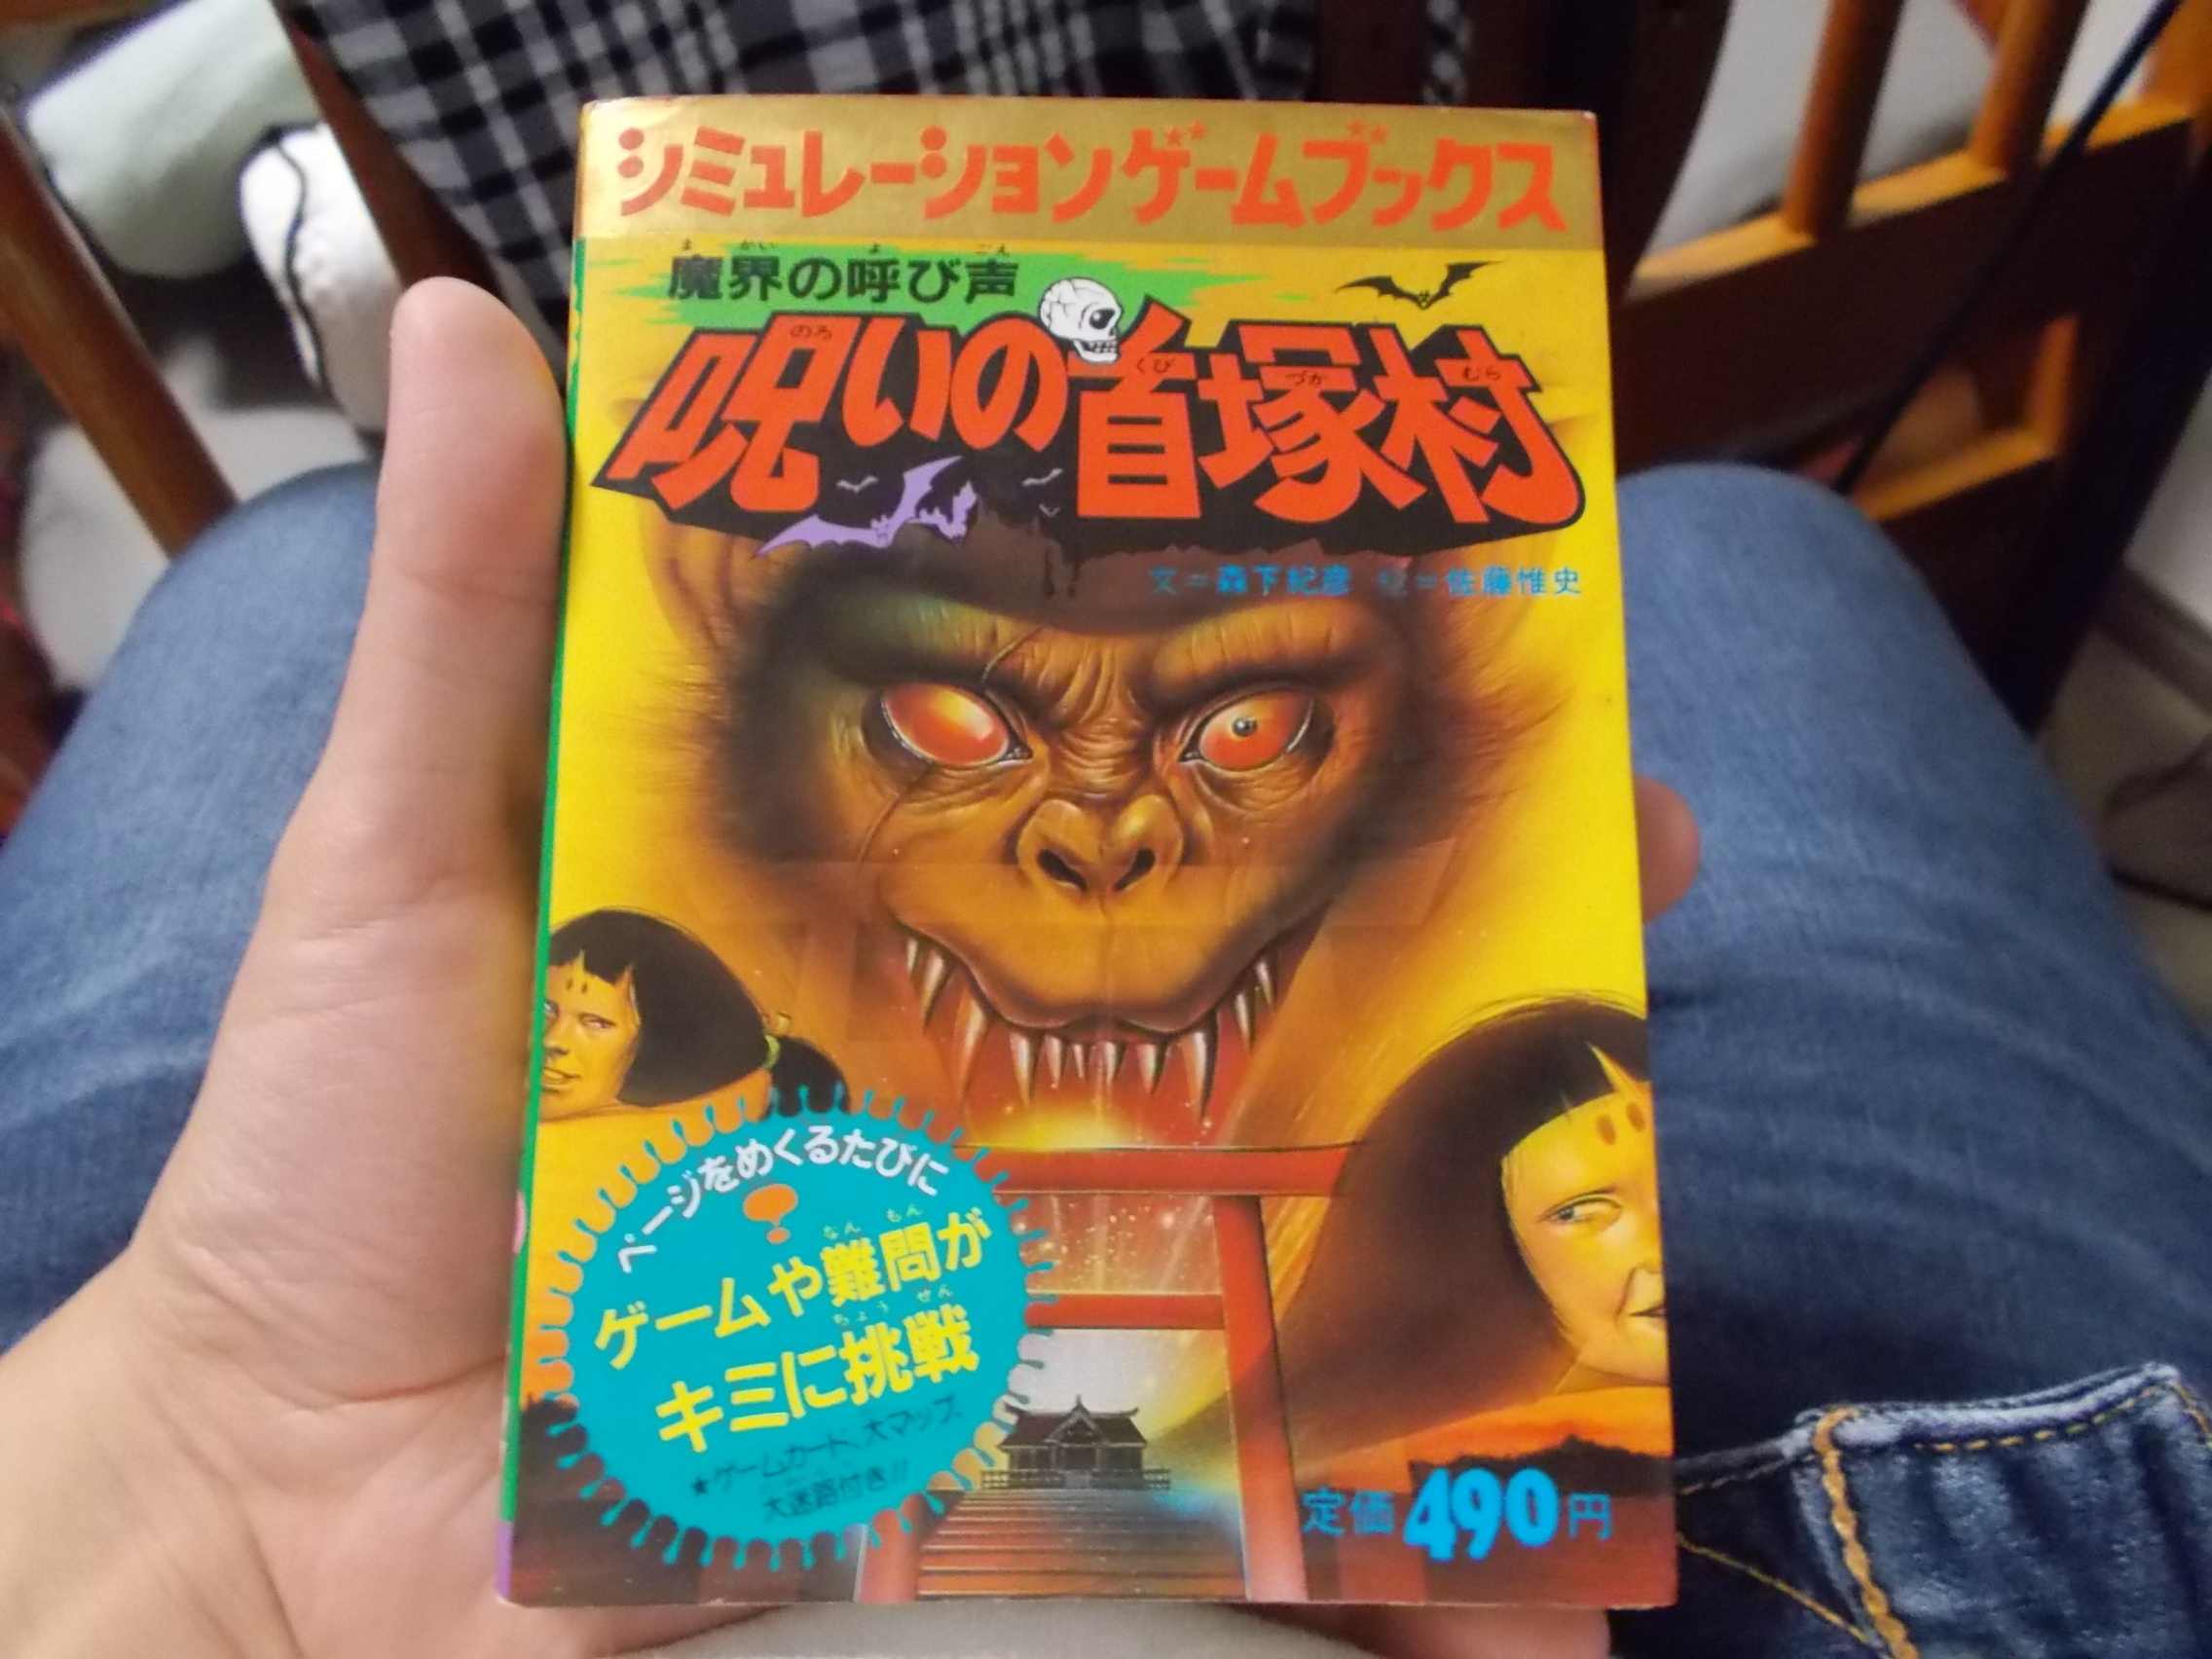 シミュレーションゲームブックス
魔界の呼び声
まかいよごえ
呪いの首塚村
のろくびづかむら
文=森下紀彦 絵=佐藤惟史
ページをめくるたびに
?
ゲームや難問が
なんもん
キミに挑戦
ちょうせん
★ゲームカード、大マップ
大迷路付き!!
定価490円